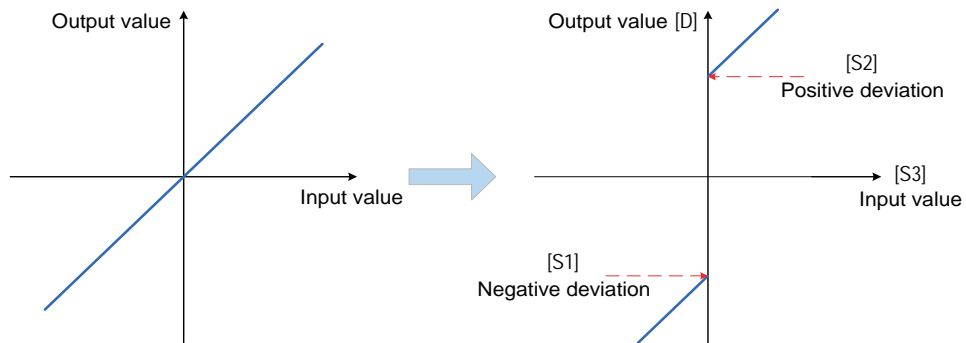 Output value
Input value
Output value [D]
[S2]
Positive deviation
[S3]
Input value
[S1]
Negative deviation